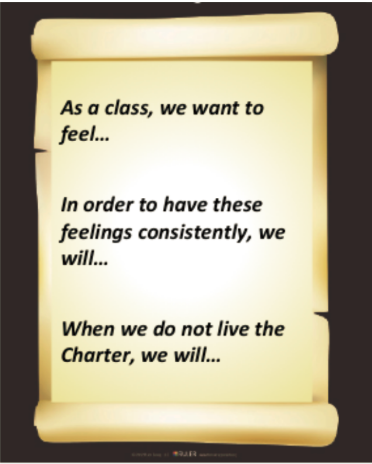 As a class, we want to
feel...
In order to have these
feelings consistently, we
will...
When we do not live the
Charter, we will...
RULER